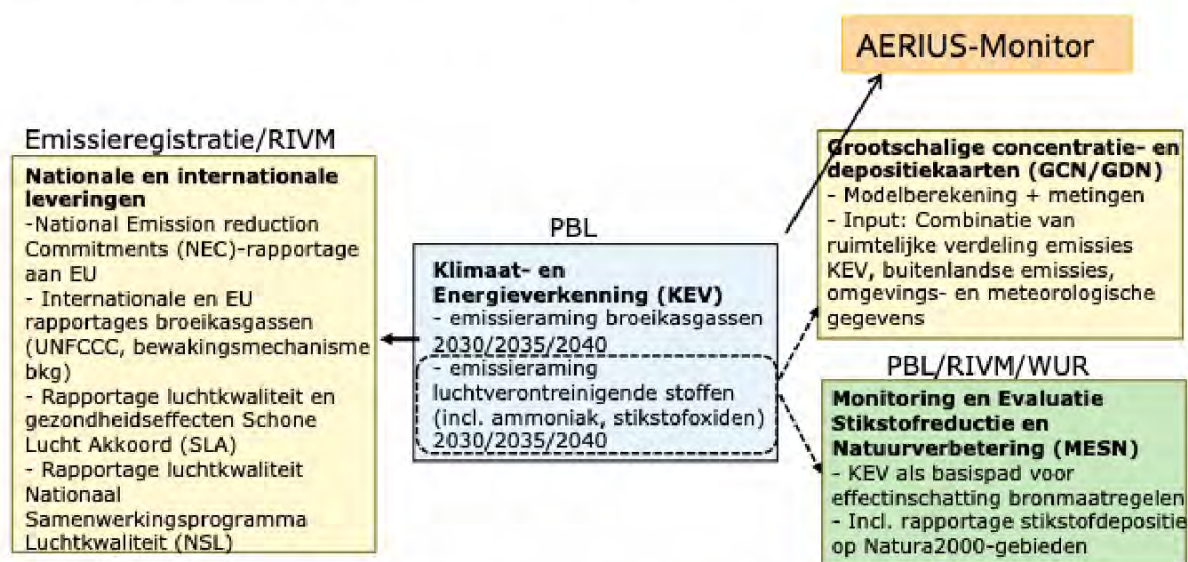 AERIUS-Monitor
Emissieregistratie/RIVM
Nationale en internationale
leveringen
-National Emission reduction
Commitments (NEC)-rapportage
aan EU
- Internationale en EU
rapportages broeikasgassen
(UNFCCC, bewakingsmechanisme
bkg)
- Rapportage luchtkwaliteit en
gezondheidseffecten Schone
Lucht Akkoord (SLA)
- Rapportage luchtkwaliteit
Nationaal
Samenwerkingsprogramma
Luchtkwaliteit (NSL)
PBL
Klimaat- en
Energieverkenning (KEV)
- emissieraming broeikasgassen
2030/2035/2040
- emissieraming
luchtverontreinigende stoffen
(incl. ammoniak, stikstofoxiden)
2030/2035/2040
Grootschalige concentratie- en
depositiekaarten (GCN/GDN)
- Modelberekening + metingen
- Input: Combinatie van
ruimtelijke verdeling emissies
KEV, buitenlandse emissies,
omgevings- en meteorologische
gegevens
PBL/RIVM/WUR
Monitoring en Evaluatie
Stikstofreductie en
Natuurverbetering (MESN)
- KEV als basispad voor
effectinschatting bronmaatregelen
- Incl. rapportage stikstofdepositie
op Natura2000-gebieden